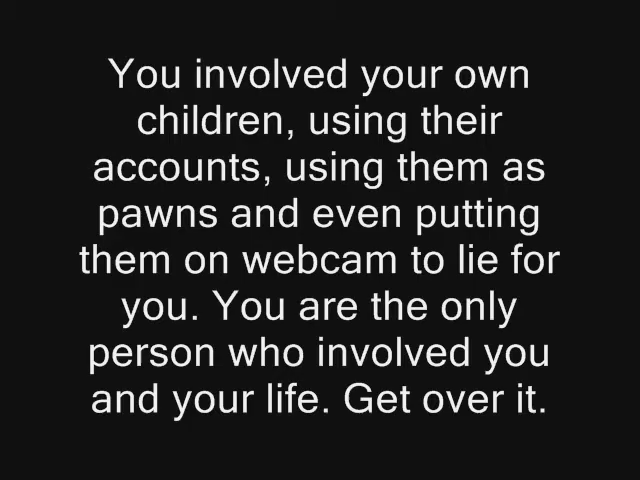 You involved your own
children, using their
accounts, using them as
pawns and even putting
them on webcam to lie for
you. You are the only
person who involved you
and your life. Get over it.